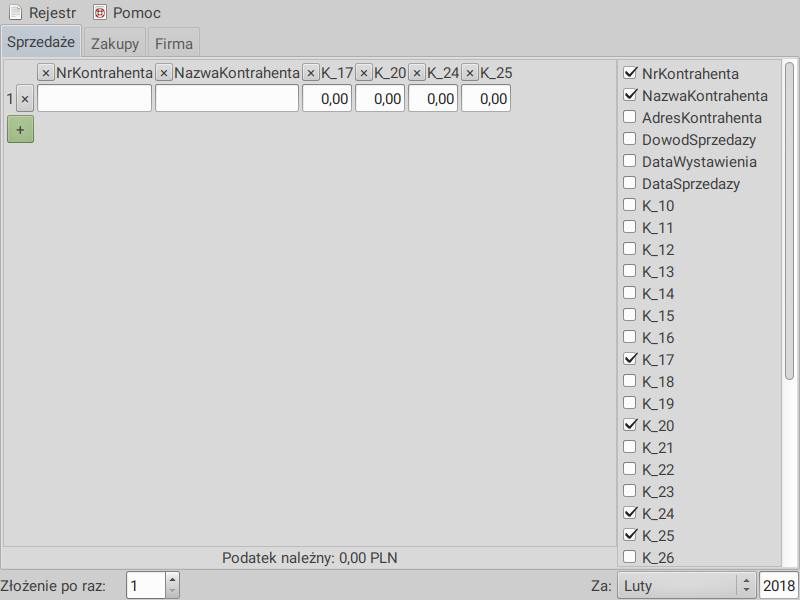 Rejestr Pomoc
Sprzedaże Zakupy Firma
× NrKontrahenta × NazwaKontrahenta × K_17 × K_20 × K_24 × K_25
1 × 0,00 0,00 0,00 0,00
+
NrKontrahenta
NazwaKontrahenta
AdresKontrahenta
DowodSprzedazy
DataWystawienia
DataSprzedazy
K_10
K_11
K_12
K_13
K_14
K_15
K_16
K_17
K_18
K_19
K_20
K_21
K_22
K_23
K_24
K_25
K_26
Podatek należny: 0,00 PLN
Złożenie po raz: 1 Za: Luty 2018